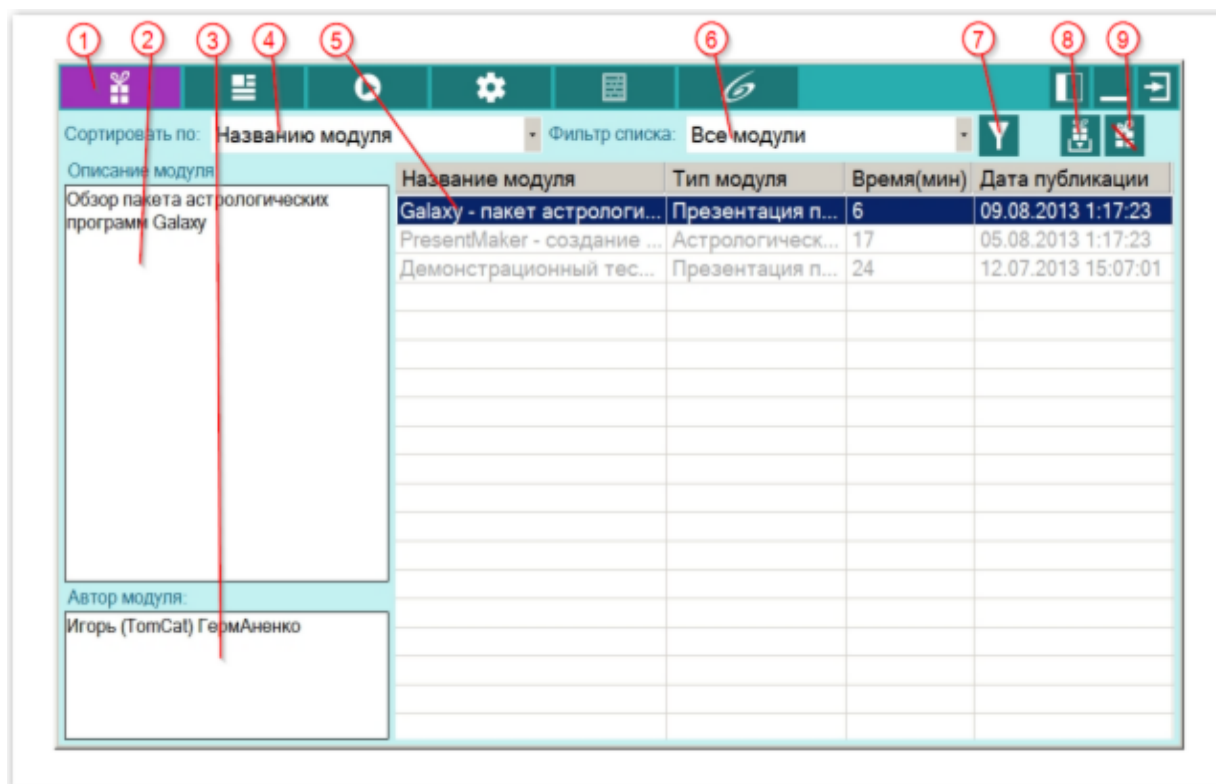 1 2 3 4 5 6 7 8 9
Сортировать по: Названию модуля Фильтр списка: Все модули
Описание модуля
Обзор пакета астрологических
программ Galaxy
Название модуля Тип модуля Время(мин) Дата публикации
Galaxy - пакет астрологи... Презентация п... 6 09.08.2013 1:17:23
PresentMaker - создание ... Астрологическ... 17 05.08.2013 1:17:23
Демонстрационный тес... Презентация п... 24 12.07.2013 15:07:01
Автор модуля:
Игорь (TomCat) ГермАненко